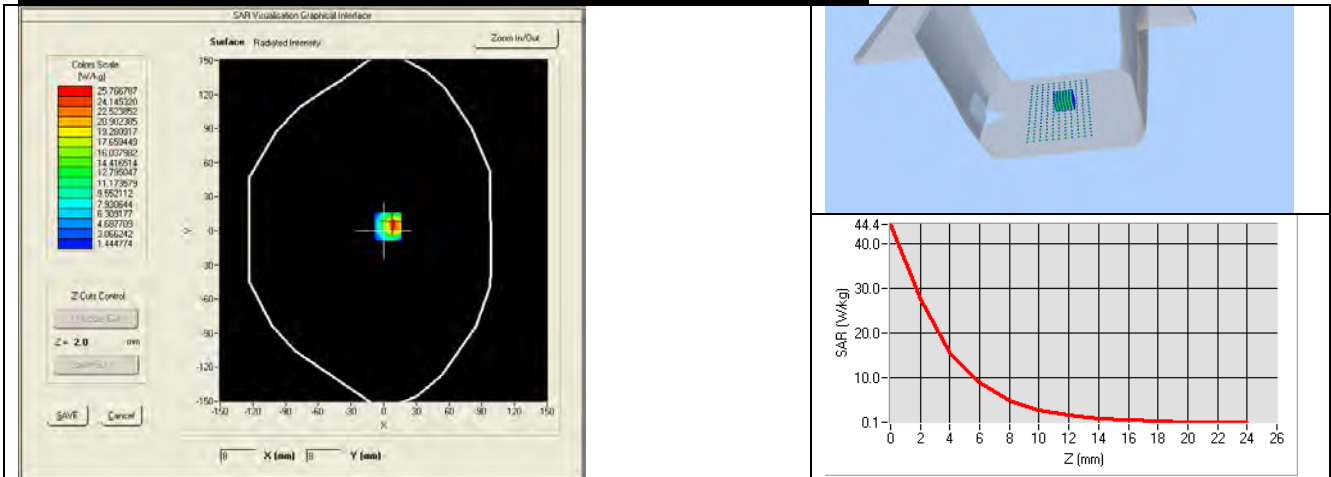 SAR Visualisation Graphical Interface
Surface Radiated Intensity
Zoom In/Out
Colors Scale
[W/kg]
25.766787
24.145320
22.523852
20.902385
19.280917
17.659449
16.037982
14.416514
12.795047
11.173579
9.552112
7.930644
6.309177
4.687709
3.066242
1.444774
Z Cuts Control
Z = 2.0 mm
SAVE Cancel
150-
120-
90-
60-
30-
0-
-30-
-60-
-90-
-120-
-150-
Y
-150 -120 -90 -60 -30 0 30 60 90 120 150
X
8 X (mm) 8 Y (mm)
44.4-
40.0-
30.0-
20.0-
10.0-
0.1-
SAR (W/kg)
0 2 4 6 8 10 12 14 16 18 20 22 24 26
Z (mm)